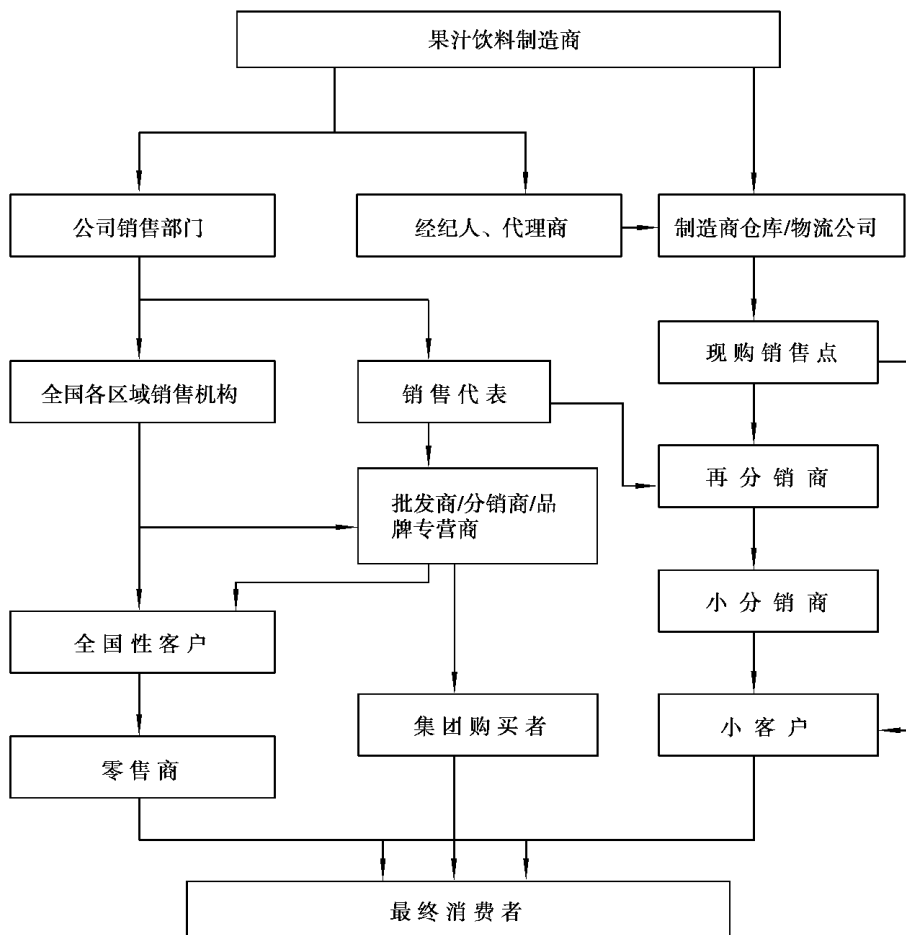 果汁饮料制造商
公司销售部门
经纪人、代理商
制造商仓库/物流公司
全国各区域销售机构
销售代表
现购销售点
再分销商
批发商/分销商/品
牌专营商
小分销商
全国性客户
集团购买者
小客户
零售商
最终消费者